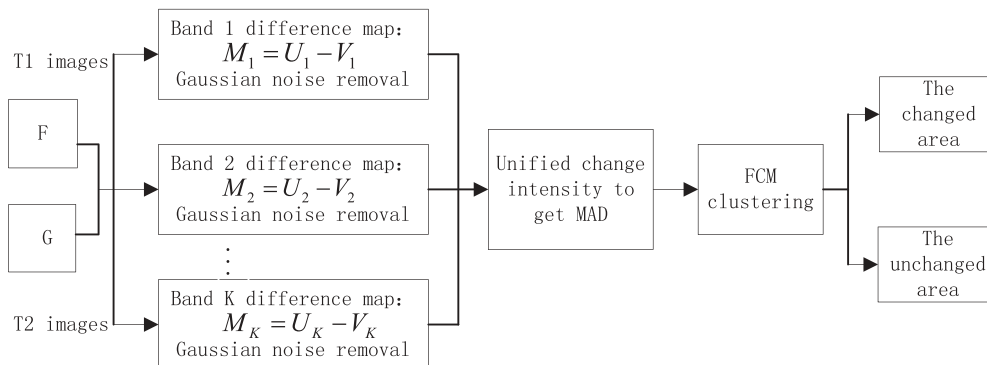 T1 images
F
G
T2 images
Band 1 difference map:
M₁ = U₁ − V₁
Gaussian noise removal
Band 2 difference map:
M₂ = U₂ − V₂
Gaussian noise removal
⋮
Band K difference map:
M_K = U_K − V_K
Gaussian noise removal
Unified change
intensity to
get MAD
FCM
clustering
The
changed
area
The
unchanged
area